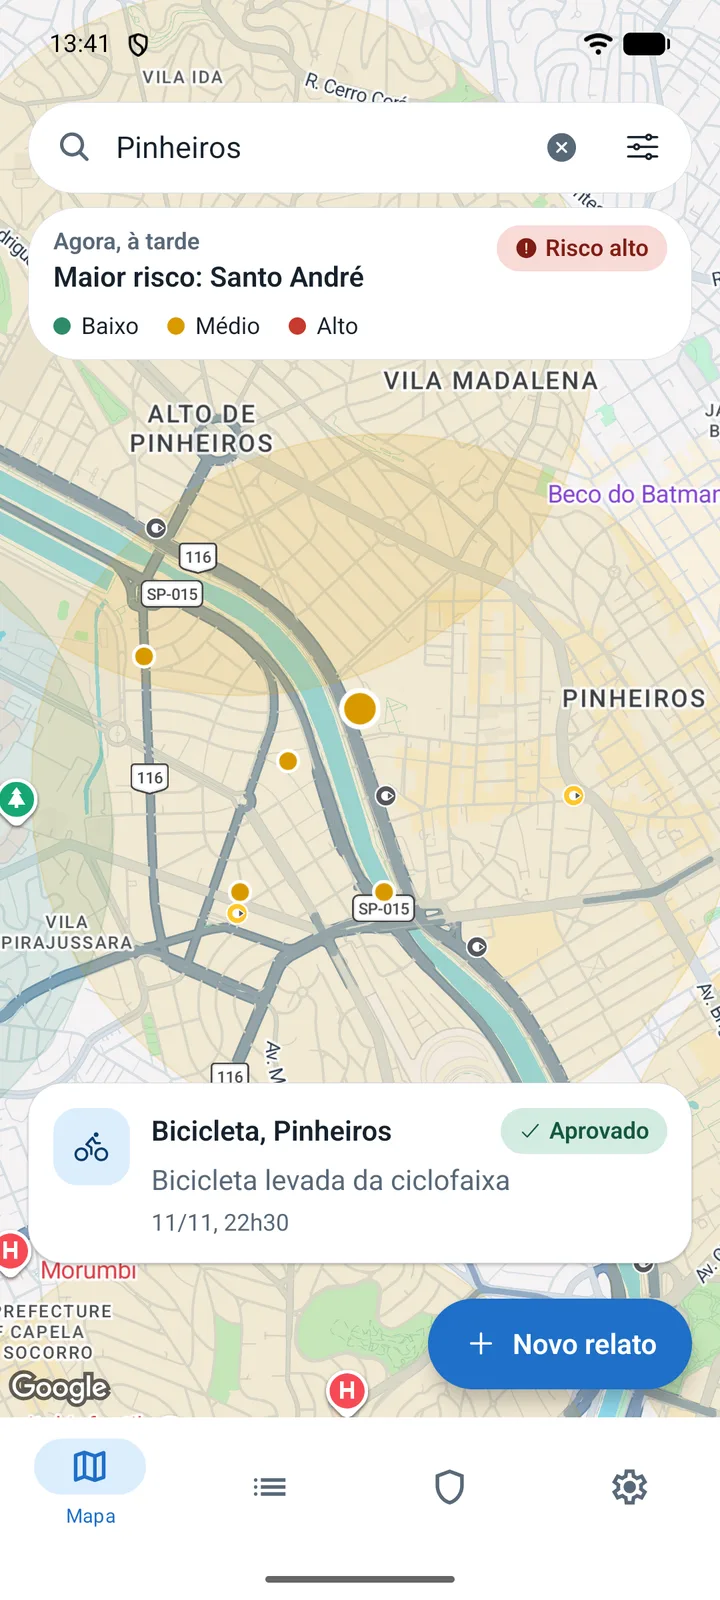 13:41
VILA IDA
R. Cerro Corá
Pinheiros
Agora, à tarde
Risco alto
Maior risco: Santo André
Baixo
Médio
Alto
VILA MADALENA
ALTO DE
PINHEIROS
Beco do Batman
116
SP-015
PINHEIROS
116
SP-015
VILA
PIRAJUSSARA
116
Av. M
Bicicleta, Pinheiros
Aprovado
Bicicleta levada da ciclofaixa
11/11, 22h30
H
Morumbi
PREFECTURE
F CAPELA
SOCORRO
Novo relato
Google
H
Mapa